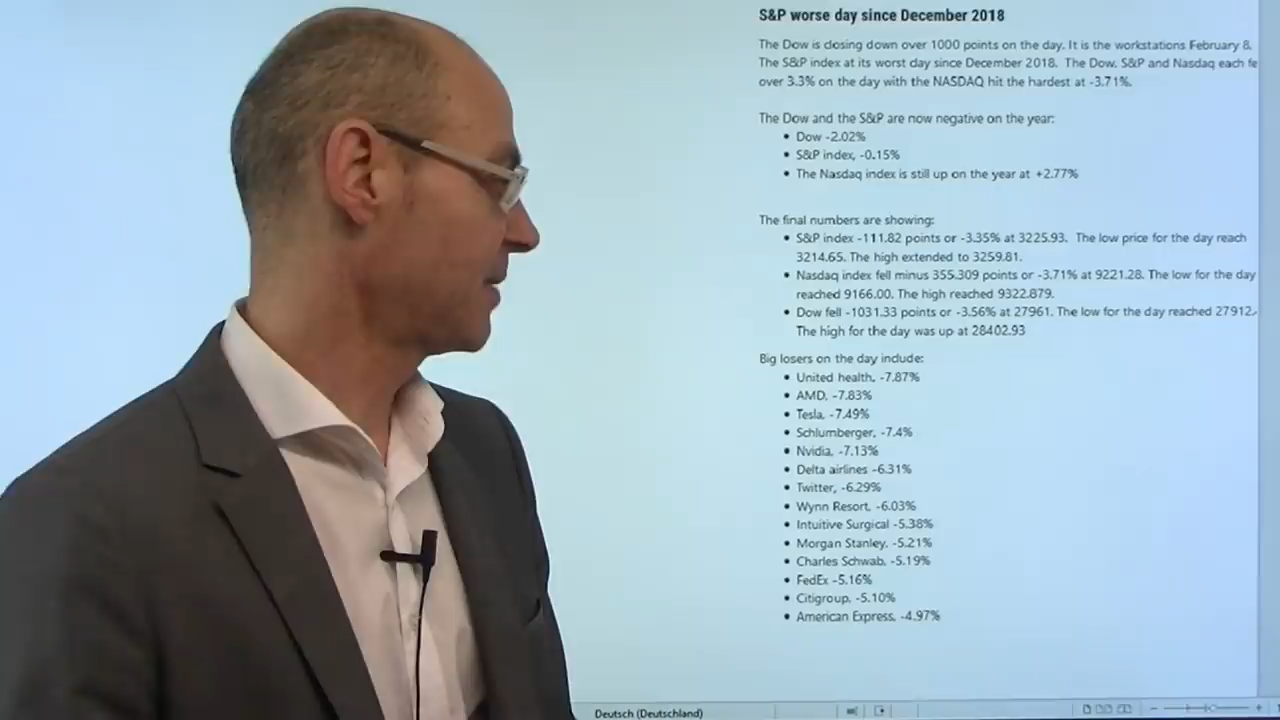 S&P worse day since December 2018
The Dow is closing down over 1000 points on the day. It is the workstations February 8,
The S&P index at its worst day since December 2018. The Dow, S&P and Nasdaq each fe
over 3.3% on the day with the NASDAQ hit the hardest at -3.71%.
The Dow and the S&P are now negative on the year:
• Dow -2.02%
• S&P index, -0.15%
• The Nasdaq index is still up on the year at +2.77%
The final numbers are showing:
• S&P index -111.82 points or -3.35% at 3225.93. The low price for the day reach
3214.65. The high extended to 3259.81.
• Nasdaq index fell minus 355.309 points or -3.71% at 9221.28. The low for the day
reached 9166.00. The high reached 9322.879.
• Dow fell -1031.33 points or -3.56% at 27961. The low for the day reached 27912.
The high for the day was up at 28402.93
Big losers on the day include:
• United health, -7.87%
• AMD, -7.83%
• Tesla, -7.49%
• Schlumberger, -7.4%
• Nvidia, -7.13%
• Delta airlines -6.31%
• Twitter, -6.29%
• Wynn Resort, -6.03%
• Intuitive Surgical -5.38%
• Morgan Stanley, -5.21%
• Charles Schwab, -5.19%
• FedEx -5.16%
• Citigroup, -5.10%
• American Express, -4.97%
Deutsch (Deutschland)